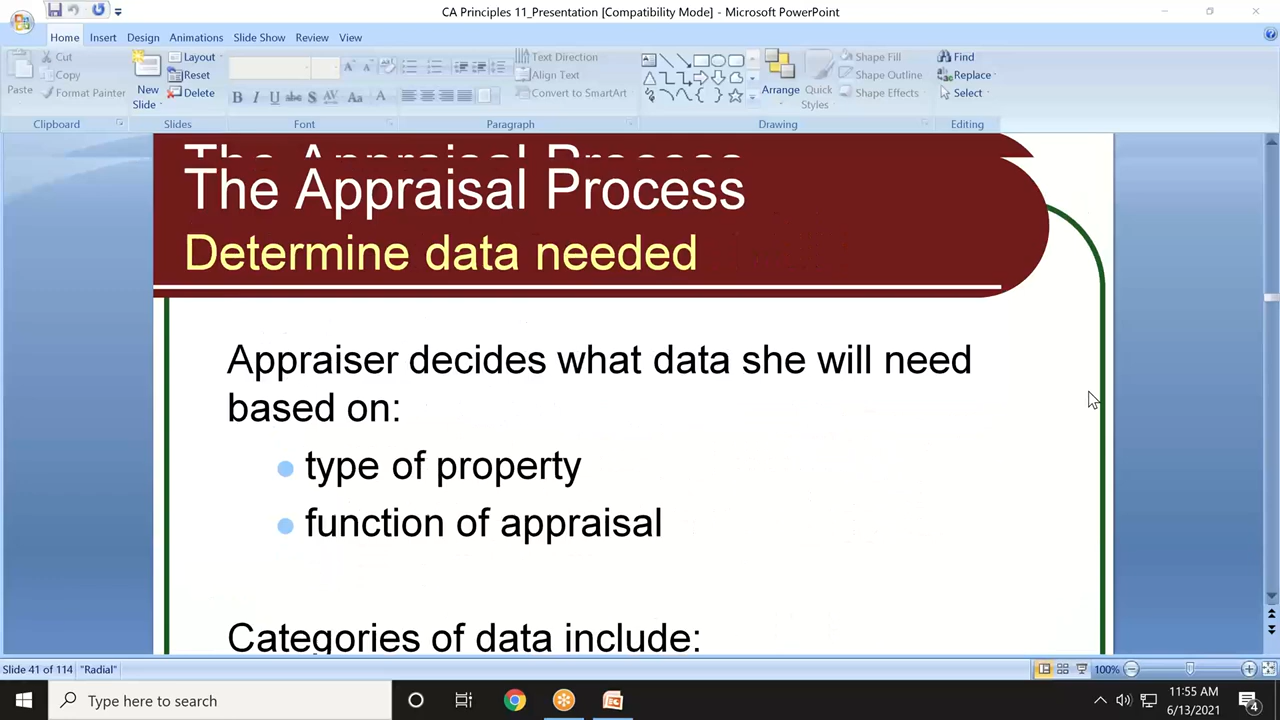 CA Principles 11_Presentation [Compatibility Mode] - Microsoft PowerPoint
Home Insert Design Animations Slide Show Review View
Paste
Cut
Copy
Format Painter
Clipboard
New
Slide
Layout
Reset
Delete
Slides
B I U abc S AV Aa A
Font
Text Direction
Align Text
Convert to SmartArt
Paragraph
Arrange
Quick
Styles
Shape Fill
Shape Outline
Shape Effects
Drawing
Find
Replace
Select
Editing
The Appraisal Process
The Appraisal Process
Determine data needed
Appraiser decides what data she will need
based on:
type of property
function of appraisal
Categories of data include:
Slide 41 of 114 "Radial" 100%
Type here to search
11:55 AM
6/13/2021
4